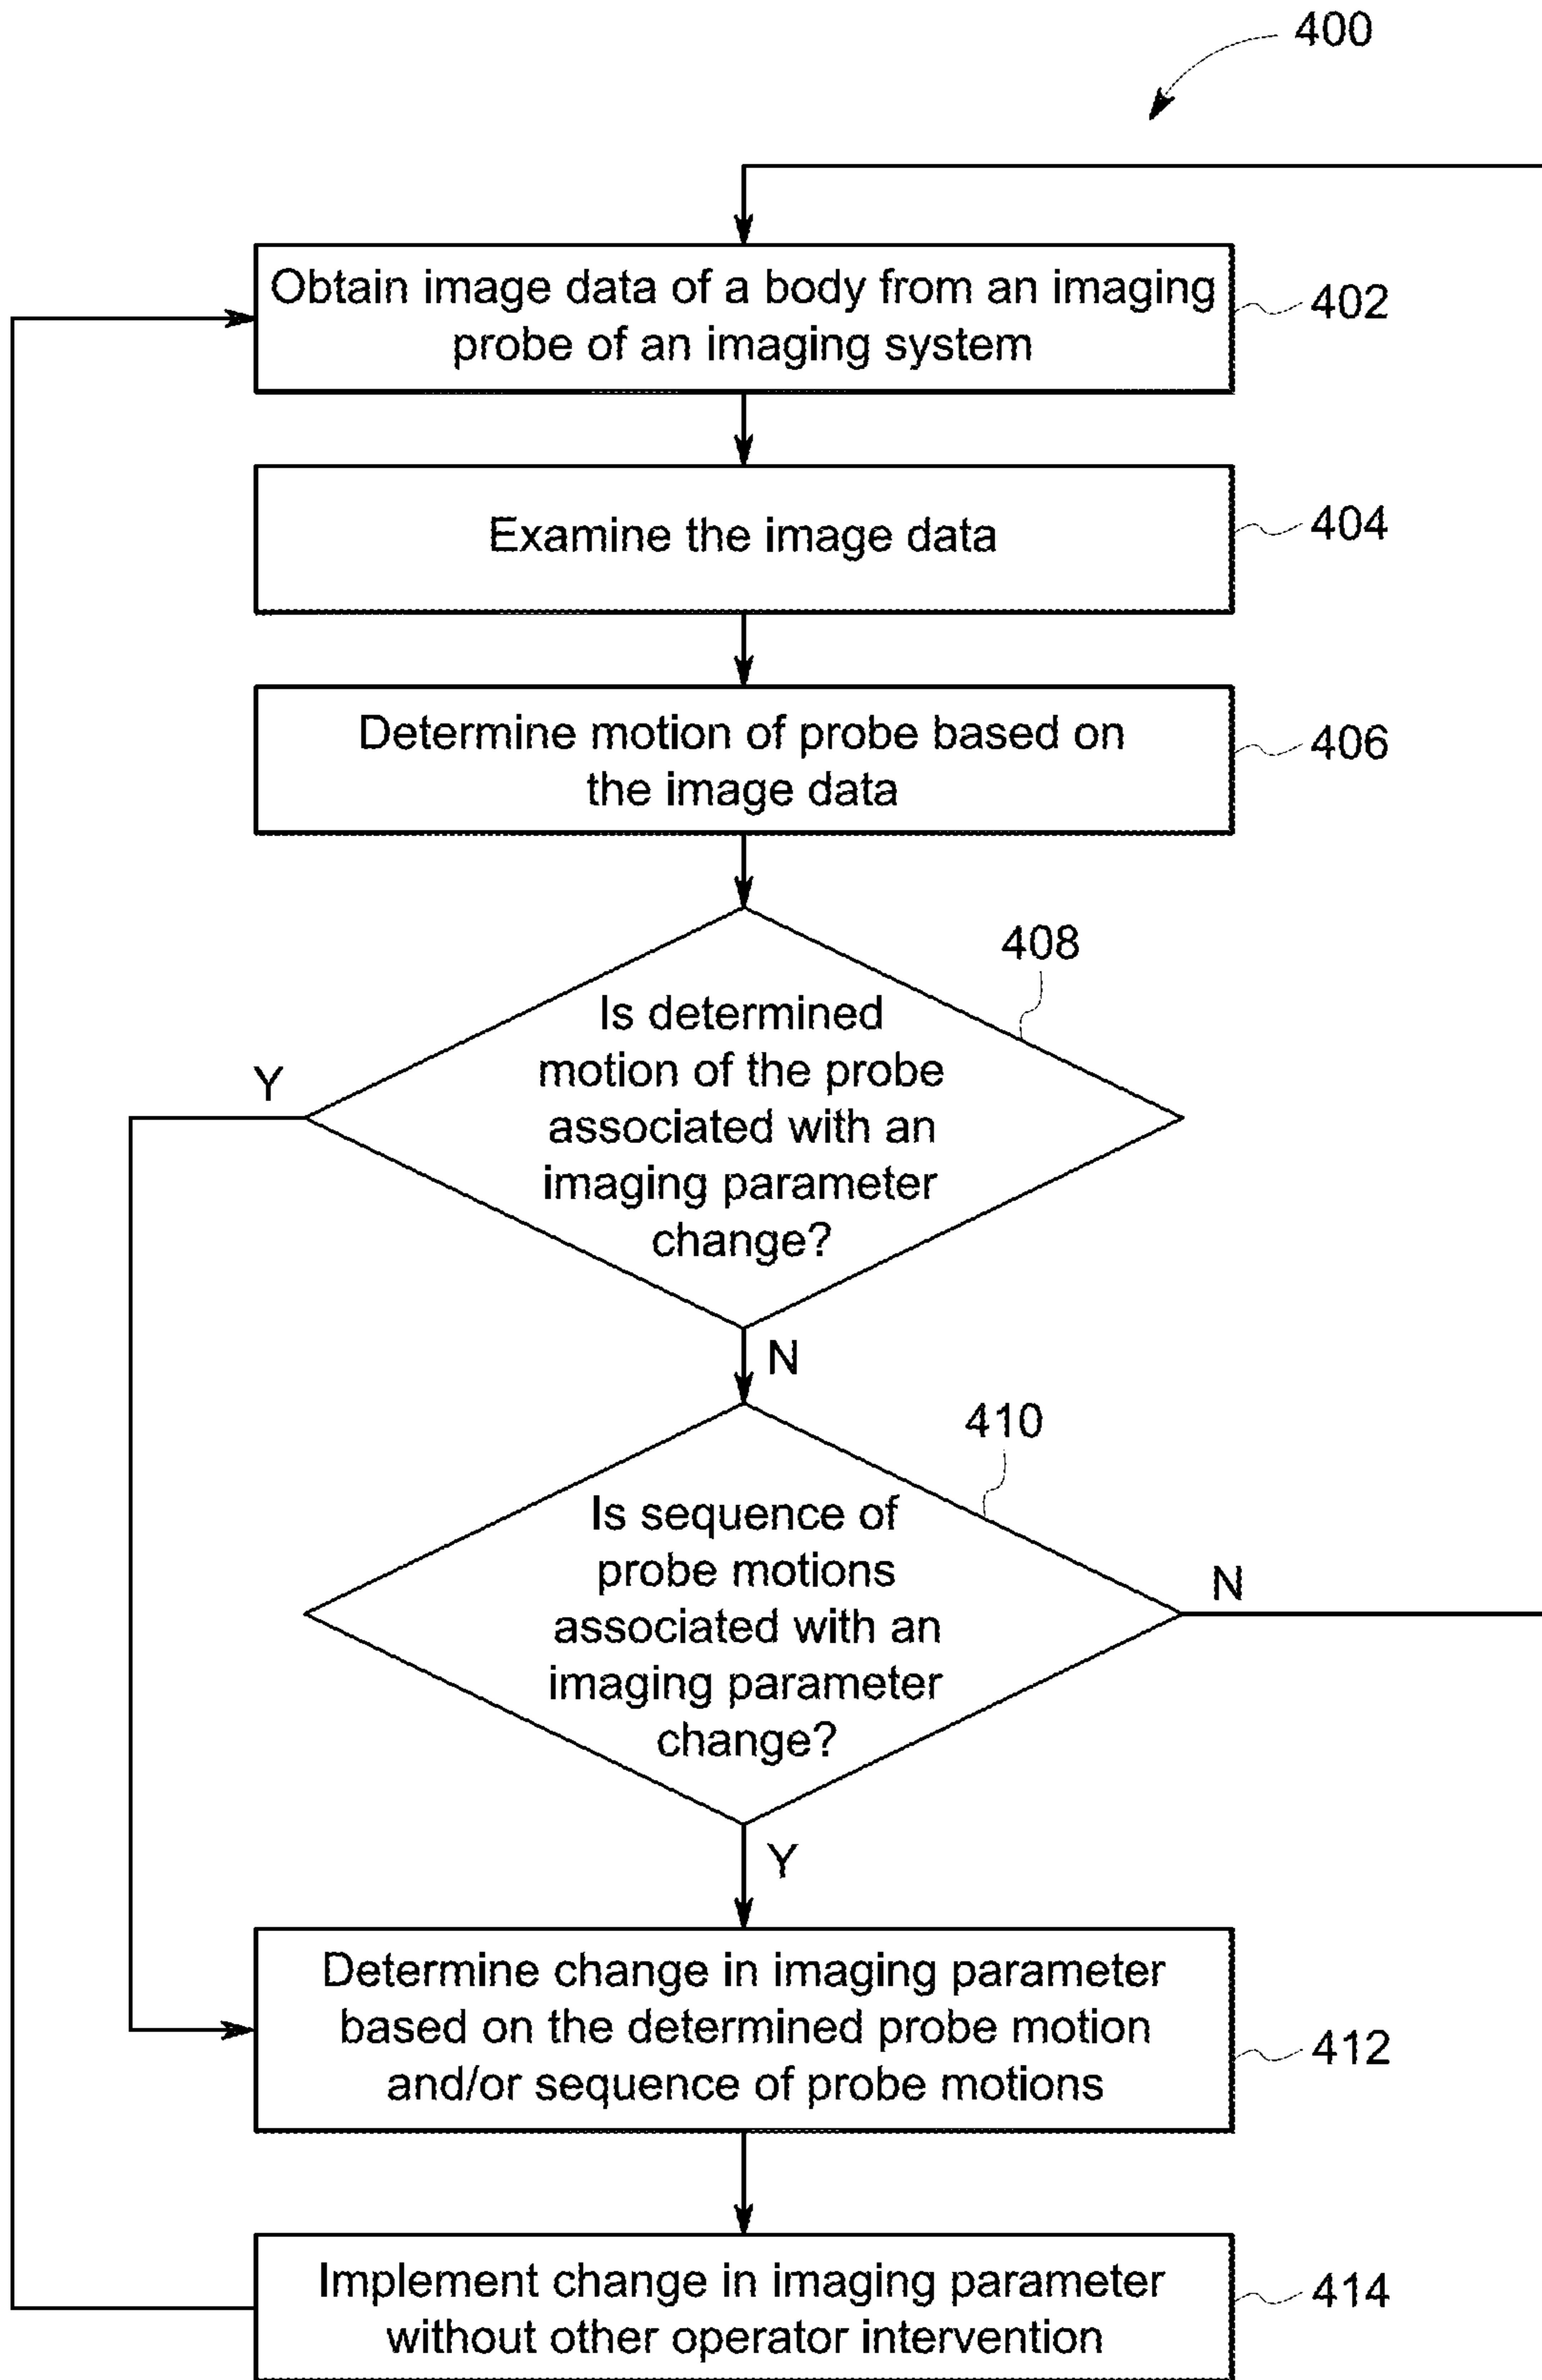 400
Obtain image data of a body from an imaging
probe of an imaging system
402
Examine the image data
404
Determine motion of probe based on
the image data
406
408
Is determined
motion of the probe
associated with an
imaging parameter
change?
Y
N
410
Is sequence of
probe motions
associated with an
imaging parameter
change?
N
Y
Determine change in imaging parameter
based on the determined probe motion
and/or sequence of probe motions
412
Implement change in imaging parameter
without other operator intervention
414